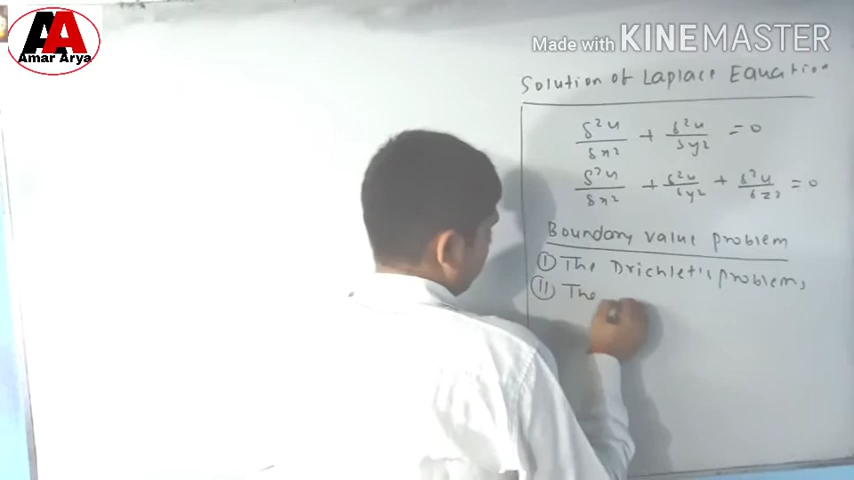 AA
Amar Arya
Made with KINEMASTER
Solution of Laplace Equation
δ²u/δx² + δ²u/δy² = 0
δ²u/δx² + δ²u/δy² + δ²u/δz² = 0
Boundary value problem
I The Drichlet's problem,
II The